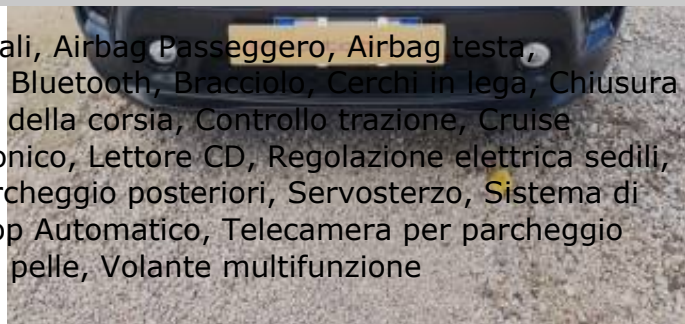 ali, Airbag Passeggero, Airbag testa,
Bluetooth, Bracciolo, Cerchi in lega, Chiusura
della corsia, Controllo trazione, Cruise
onico, Lettore CD, Regolazione elettrica sedili,
rcheggio posteriori, Servosterzo, Sistema di
op Automatico, Telecamera per parcheggio
pelle, Volante multifunzione